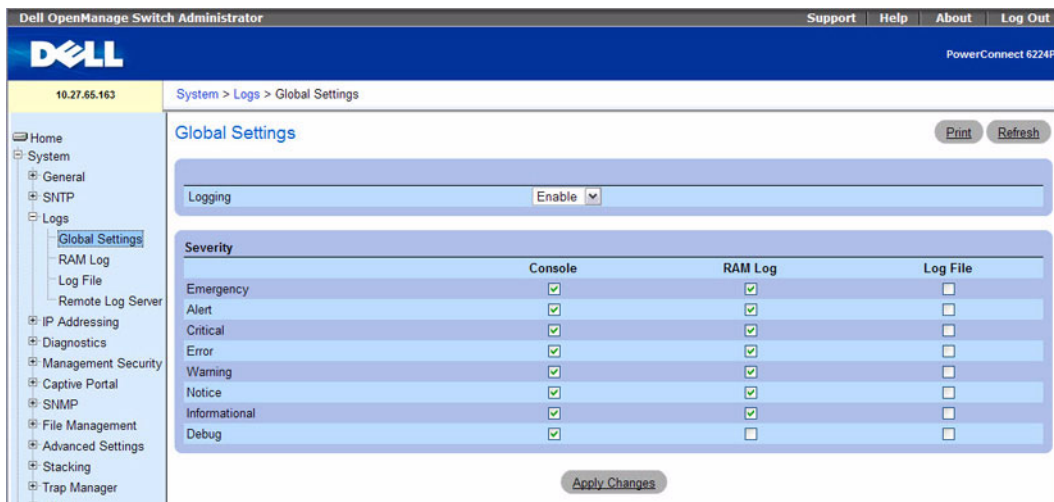 Dell OpenManage Switch Administrator
Support Help About Log Out
DELL
PowerConnect 6224P
10.27.65.163
System > Logs > Global Settings
Home
System
General
SNTP
Logs
Global Settings
RAM Log
Log File
Remote Log Server
IP Addressing
Diagnostics
Management Security
Captive Portal
SNMP
File Management
Advanced Settings
Stacking
Trap Manager
Global Settings
Print Refresh
Logging Enable
Severity
Console RAM Log Log File
Emergency
Alert
Critical
Error
Warning
Notice
Informational
Debug
Apply Changes